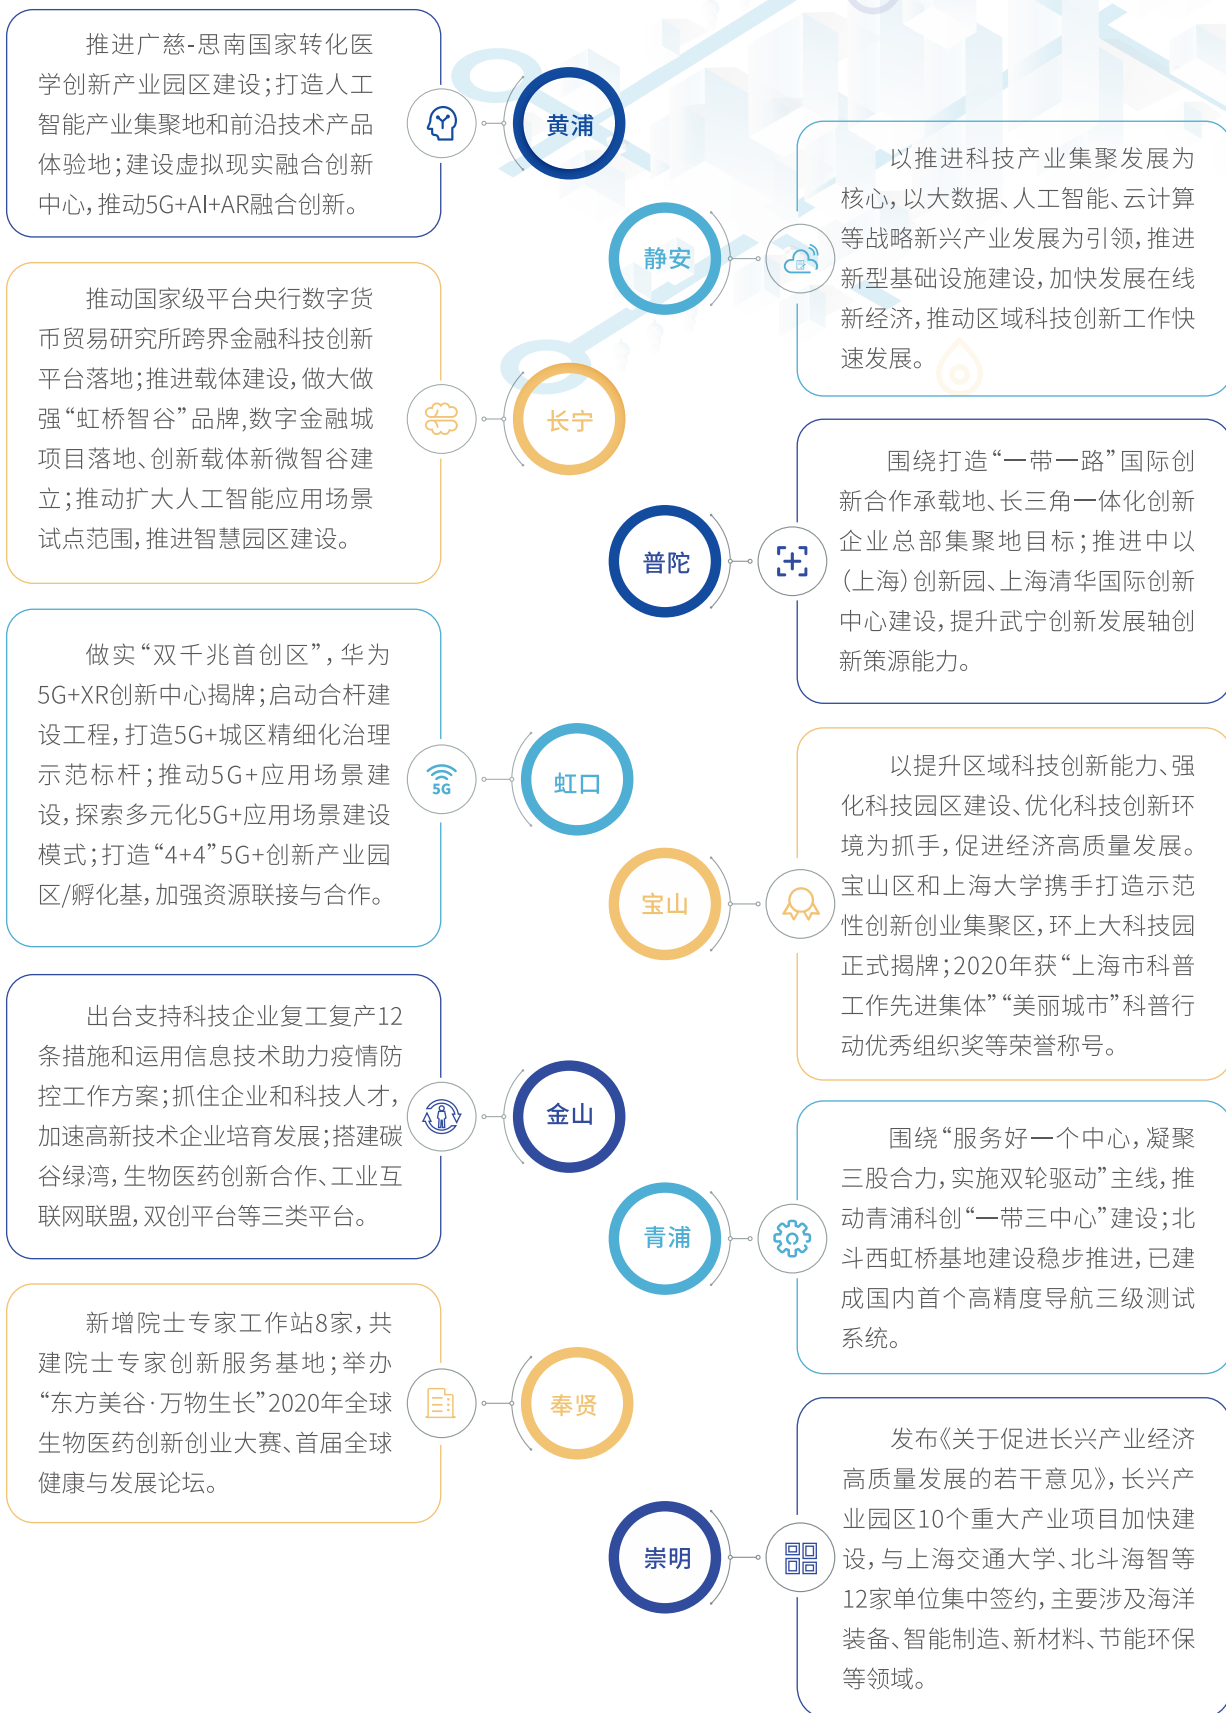 推进广慈-思南国家转化医
学创新产业园区建设；打造人工
智能产业集聚地和前沿技术产品
体验地；建设虚拟现实融合创新
中心，推动5G+AI+AR融合创新。
黄浦
以推进科技产业集聚发展为
核心，以大数据、人工智能、云计算
等战略新兴产业发展为引领，推进
新型基础设施建设，加快发展在线
新经济，推动区域科技创新工作快
速发展。
静安
推动国家级平台央行数字货
币贸易研究所跨界金融科技创新
平台落地；推进载体建设，做大做
强“虹桥智谷”品牌,数字金融城
项目落地、创新载体新微智谷建
立；推动扩大人工智能应用场景
试点范围，推进智慧园区建设。
长宁
围绕打造“一带一路”国际创
新合作承载地、长三角一体化创新
企业总部集聚地目标；推进中以
（上海）创新园、上海清华国际创新
中心建设，提升武宁创新发展轴创
新策源能力。
普陀
做实“双千兆首创区”，华为
5G+XR创新中心揭牌；启动合杆建
设工程，打造5G+城区精细化治理
示范标杆；推动5G+应用场景建
设，探索多元化5G+应用场景建设
模式；打造“4+4”5G+创新产业园
区/孵化基，加强资源联接与合作。
5G
虹口
以提升区域科技创新能力、强
化科技园区建设、优化科技创新环
境为抓手，促进经济高质量发展。
宝山区和上海大学携手打造示范
性创新创业集聚区，环上大科技园
正式揭牌；2020年获“上海市科普
工作先进集体”“美丽城市”科普行
动优秀组织奖等荣誉称号。
宝山
出台支持科技企业复工复产12
条措施和运用信息技术助力疫情防
控工作方案；抓住企业和科技人才，
加速高新技术企业培育发展；搭建碳
谷绿湾，生物医药创新合作、工业互
联网联盟，双创平台等三类平台。
金山
围绕“服务好一个中心，凝聚
三股合力，实施双轮驱动”主线，推
动青浦科创“一带三中心”建设；北
斗西虹桥基地建设稳步推进，已建
成国内首个高精度导航三级测试
系统。
青浦
新增院士专家工作站8家，共
建院士专家创新服务基地；举办
“东方美谷·万物生长”2020年全球
生物医药创新创业大赛、首届全球
健康与发展论坛。
奉贤
发布《关于促进长兴产业经济
高质量发展的若干意见》，长兴产
业园区10个重大产业项目加快建
设，与上海交通大学、北斗海智等
12家单位集中签约，主要涉及海洋
装备、智能制造、新材料、节能环保
等领域。
崇明